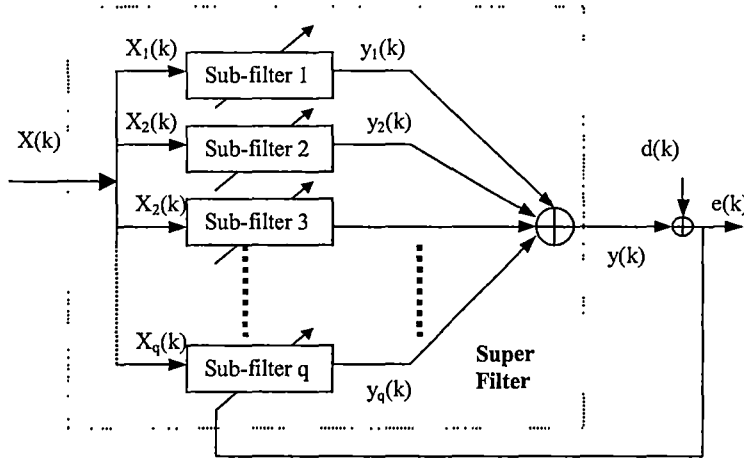 X₁(k)
Sub-filter 1
y₁(k)
X(k)
X₂(k)
Sub-filter 2
y₂(k)
d(k)
X₂(k)
Sub-filter 3
e(k)
y(k)
X_q(k)
Sub-filter q
y_q(k)
Super
Filter